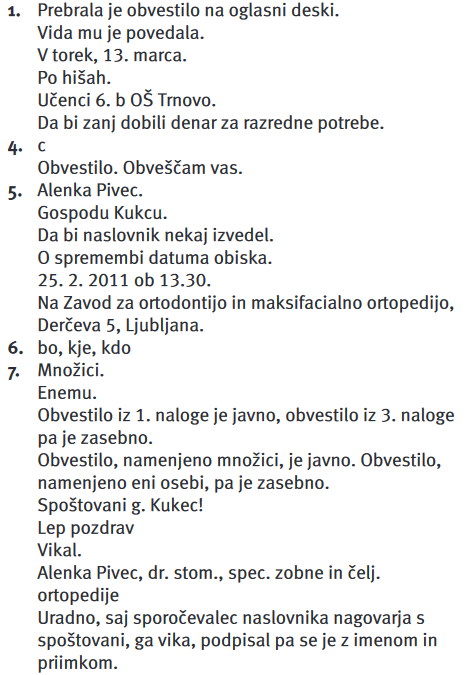 1. Prebrala je obvestilo na oglasni deski.
Vida mu je povedala.
V torek, 13. marca.
Po hišah.
Učenci 6. b OŠ Trnovo.
Da bi zanj dobili denar za razredne potrebe.
4. c
Obvestilo. Obveščam vas.
5. Alenka Pivec.
Gospodu Kukcu.
Da bi naslovnik nekaj izvedel.
O spremembi datuma obiska.
25. 2. 2011 ob 13.30.
Na Zavod za ortodontijo in maksifacialno ortopedijo,
Derčeva 5, Ljubljana.
6. bo, kje, kdo
7. Množici.
Enemu.
Obvestilo iz 1. naloge je javno, obvestilo iz 3. naloge
pa je zasebno.
Obvestilo, namenjeno množici, je javno. Obvestilo,
namenjeno eni osebi, pa je zasebno.
Spoštovani g. Kukec!
Lep pozdrav
Vikal.
Alenka Pivec, dr. stom., spec. zobne in čelj.
ortopedije
Uradno, saj sporočevalec naslovnika nagovarja s
spoštovani, ga vika, podpisal pa se je z imenom in
priimkom.